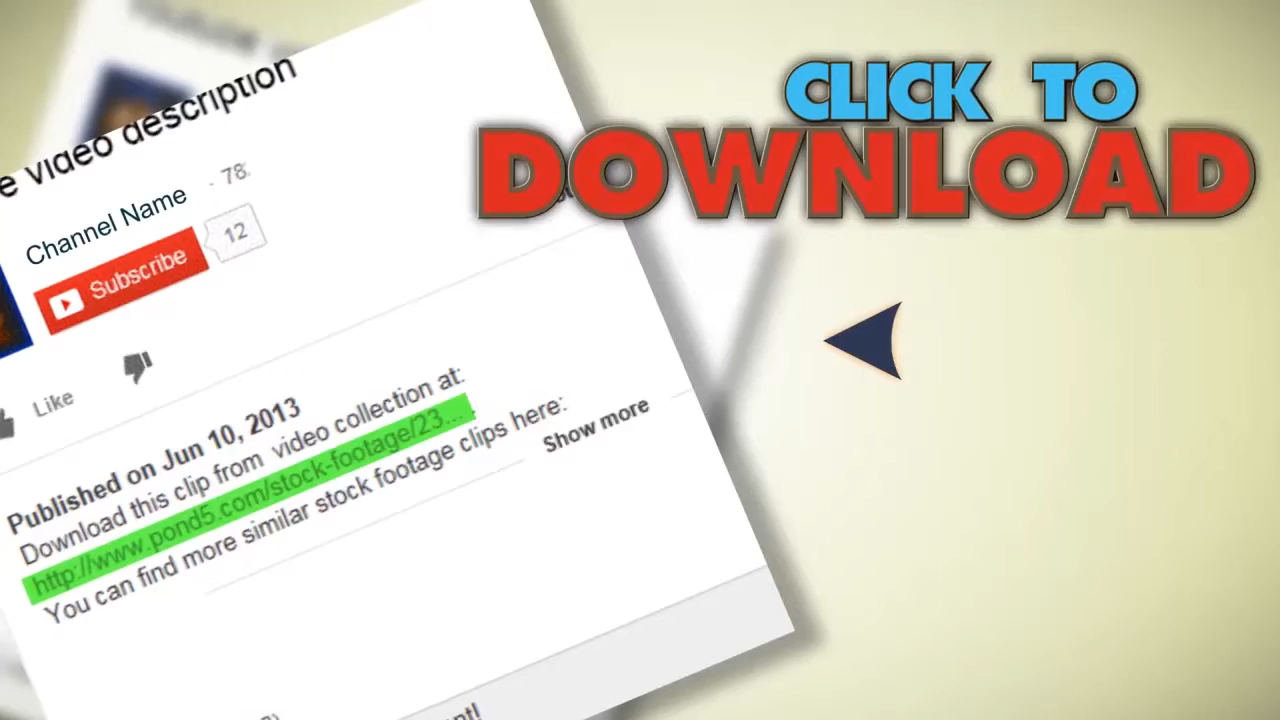 CLICK TO
DOWNLOAD
e video description
Channel Name
78
Subscribe
12
Like
Published on Jun 10, 2013
Download this clip from video collection at:
http://www.pond5.com/stock-footage/23...
You can find more similar stock footage clips here:
Show more